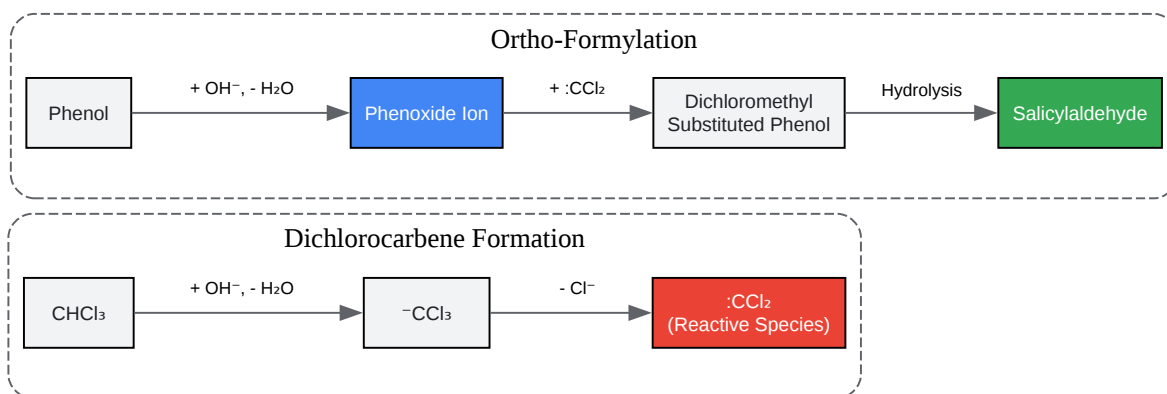 Ortho-Formylation
Phenol
+ OH⁻, - H₂O
Phenoxide Ion
+ :CCl₂
Dichloromethyl
Substituted Phenol
Hydrolysis
Salicylaldehyde
Dichlorocarbene Formation
CHCl₃
+ OH⁻, - H₂O
⁻CCl₃
- Cl⁻
:CCl₂
(Reactive Species)